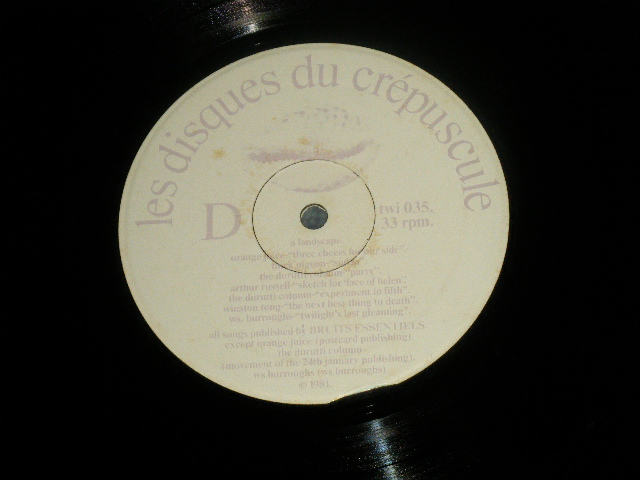 les disques du crépuscule
D
twi 035.
33 rpm.
a landscape
orange juice-"three cheers for our side".
the durutti column-"party".
arthur russell-"sketch for 'face of helen'.
the durutti column-"experiment in fifth".
winston tong-"the next best thing to death".
ws. burroughs-"twilight's last gleaming".
all songs published by BRUITS ESSENTIELS.
except orange juice (postcard publishing)
the durutti column-
(movement of the 24th january publishing),
ws burroughs (ws burroughs)
© 1981.